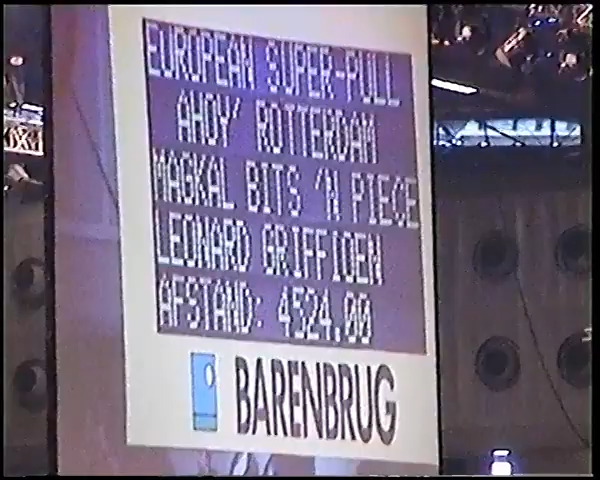 EUROPEAN SUPER-PULL
AHOY' ROTTERDAM
MAGKAL BITS 'N PIECE
LEONARD GRIFFIOEN
AFSTAND: 4524,00
BARENBRUG